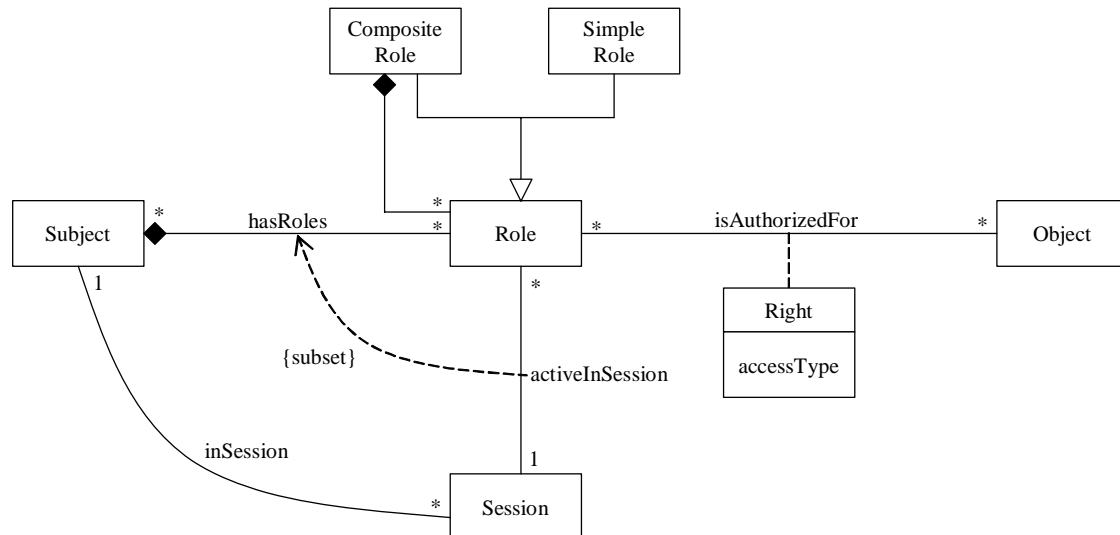 Composite
Role
Simple
Role
*
*
hasRoles
*
*
isAuthorizedFor
*
Subject
Role
Object
1
*
Right
{subset}
activeInSession
accessType
inSession
1
*
Session